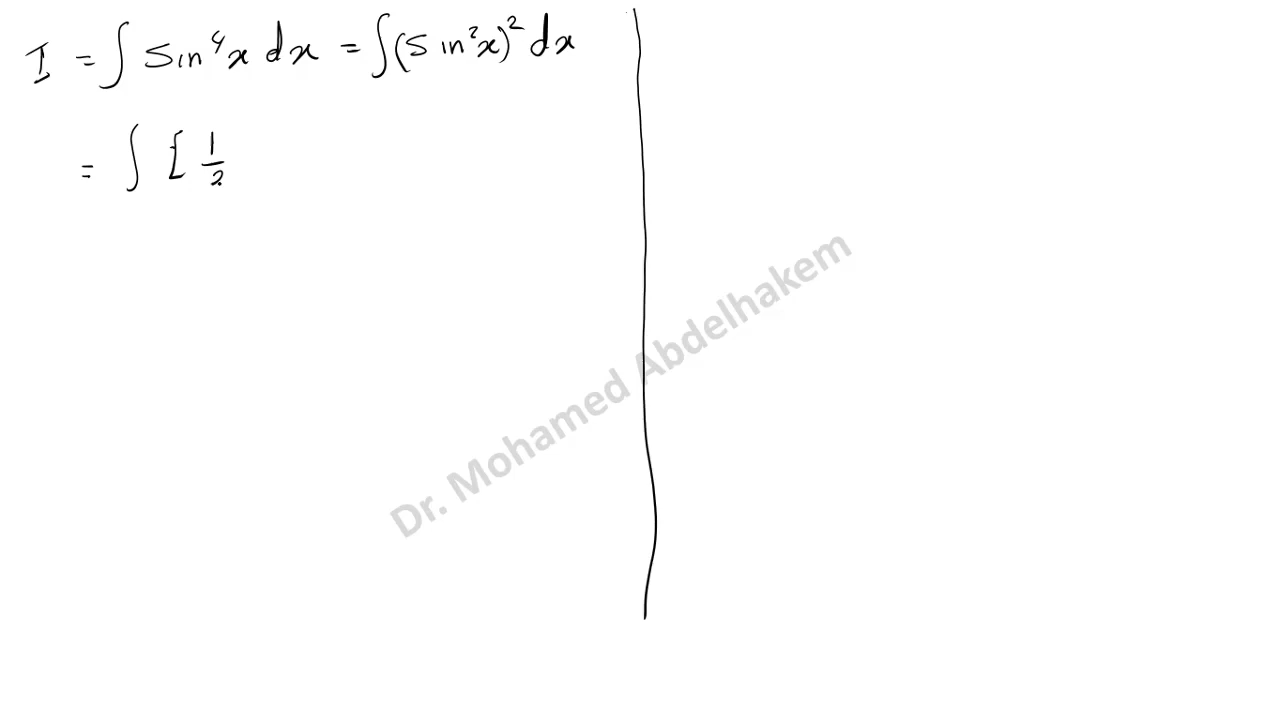 I = ∫ sin⁴x dx = ∫(sin²x)² dx
= ∫ [ 1/2
Dr. Mohamed Abdelhakem